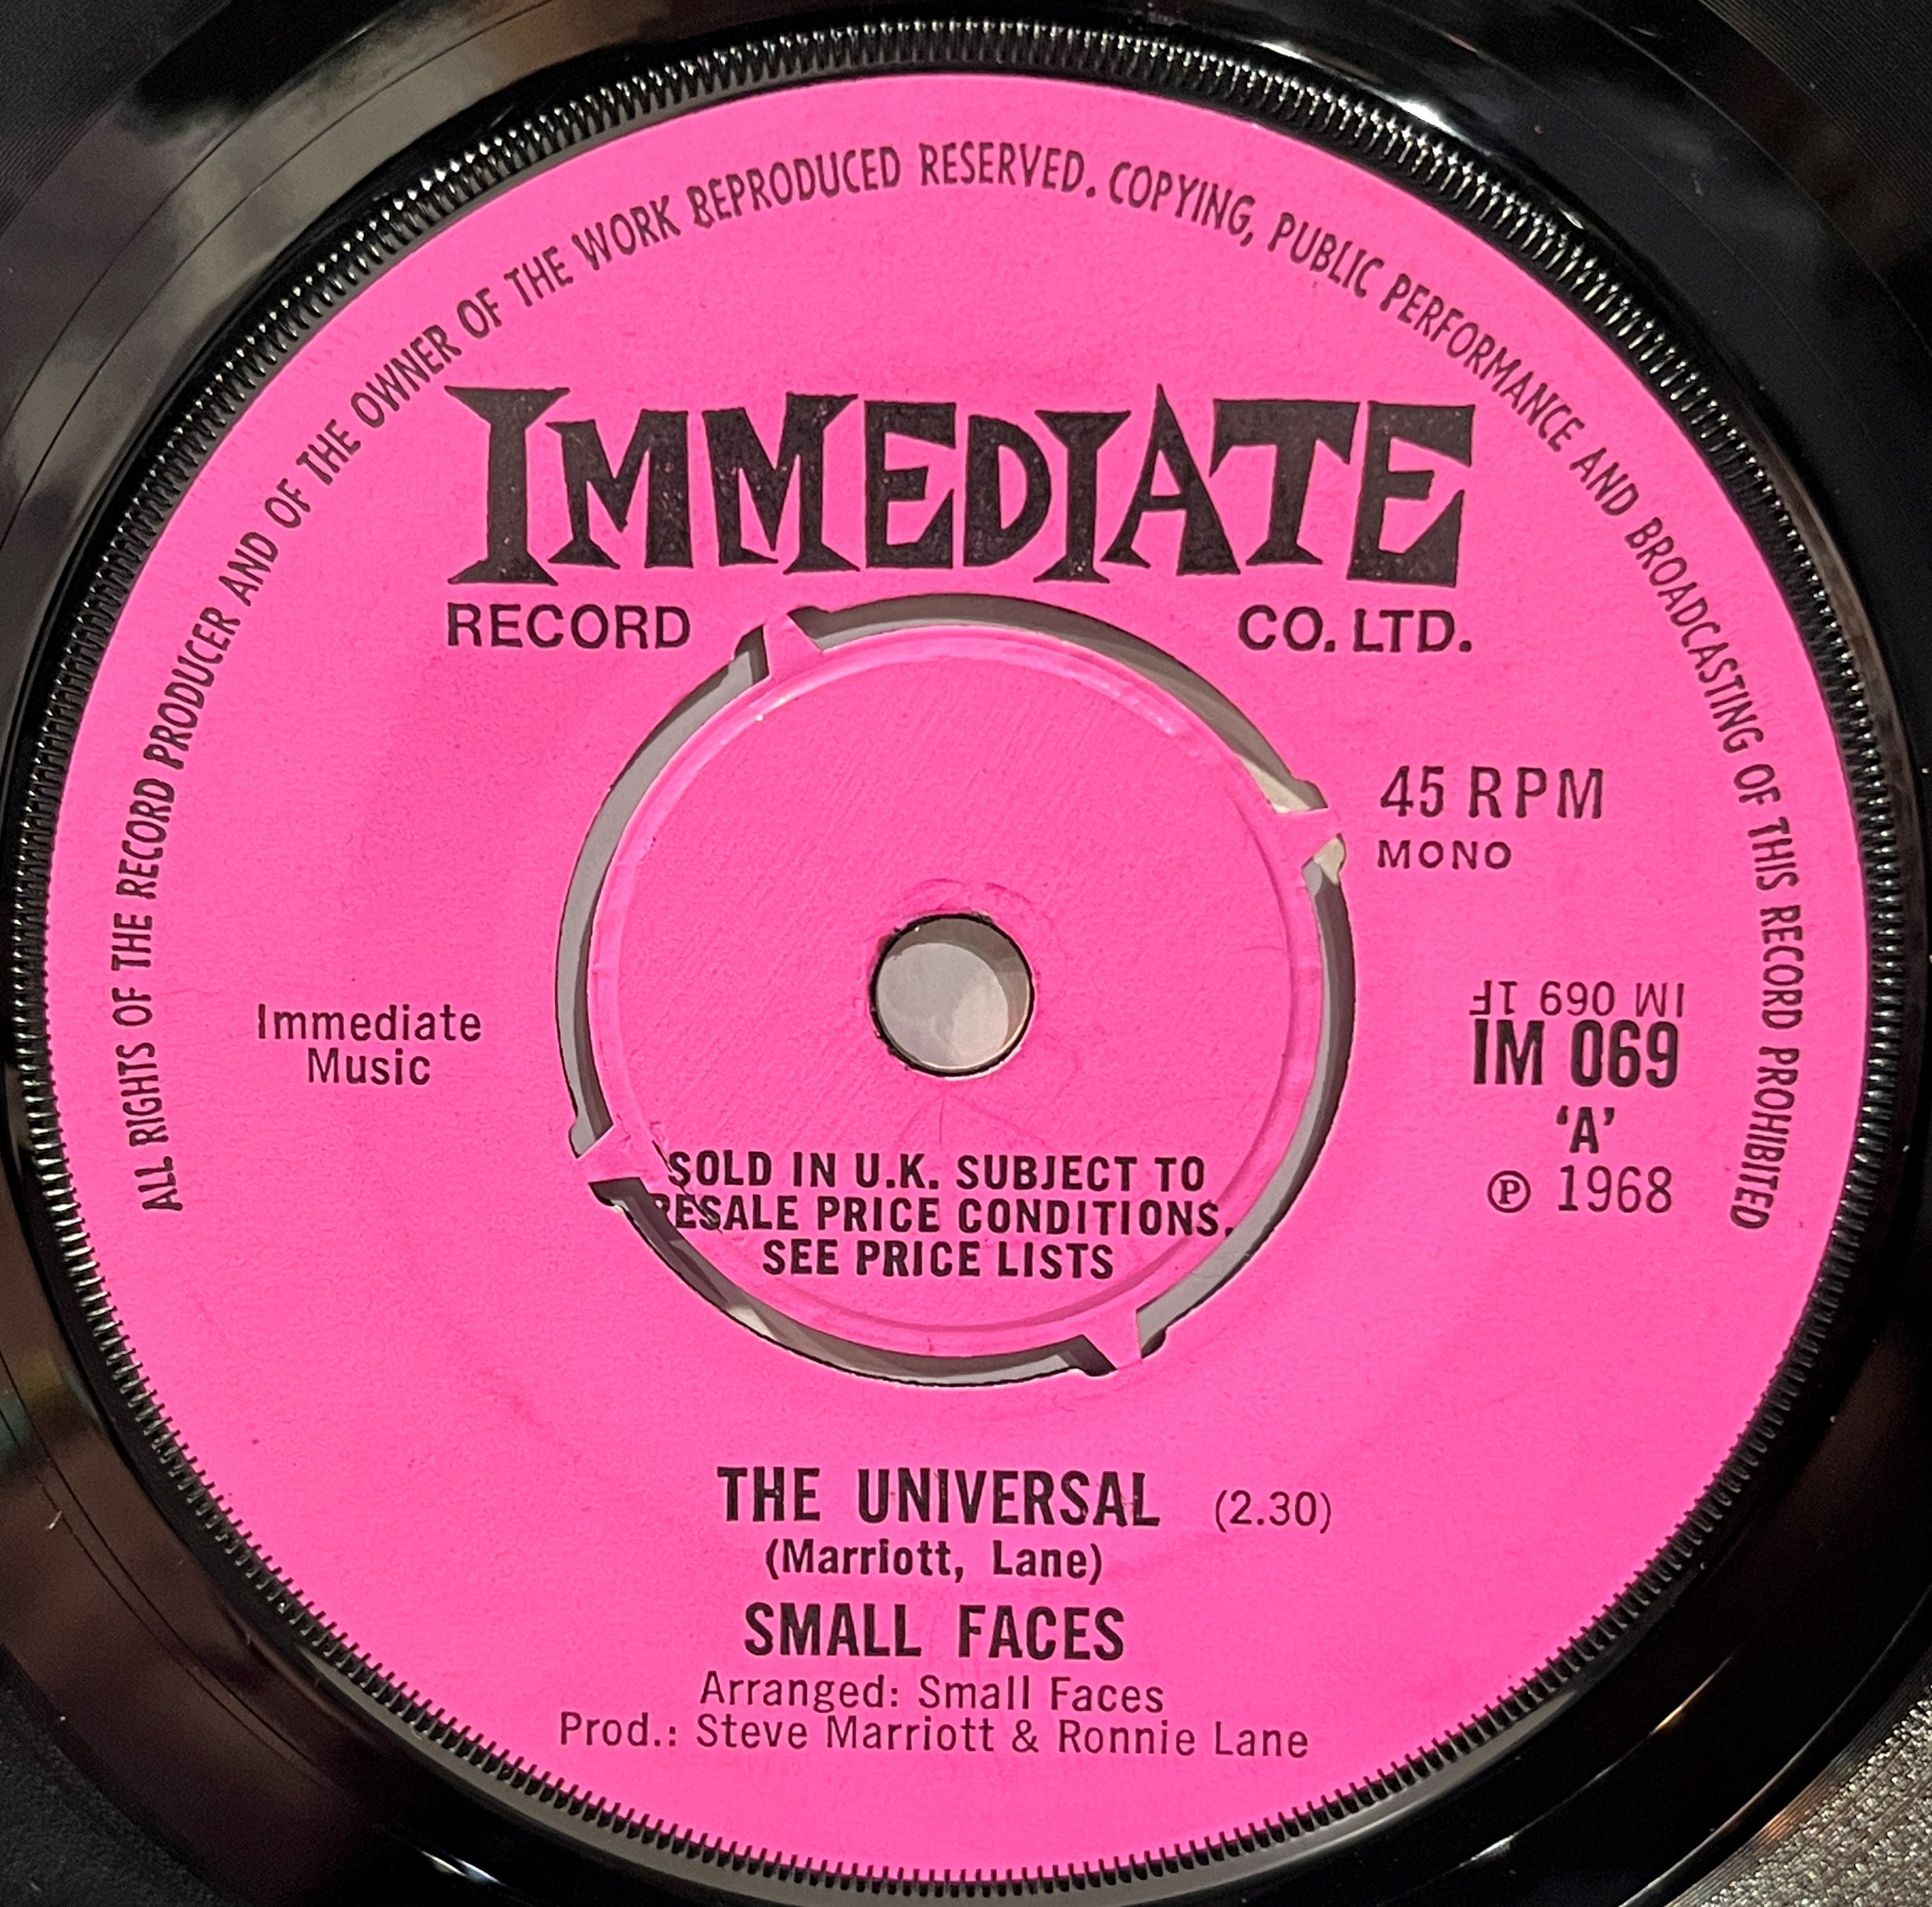 ALL RIGHTS OF THE RECORD PRODUCER AND OF THE OWNER OF THE WORK REPRODUCED RESERVED. COPYING, PUBLIC PERFORMANCE AND BROADCASTING OF THIS RECORD PROHIBITED
IMMEDIATE
RECORD CO. LTD.
45 RPM
MONO
IM 069 1F
IM 069
'A'
℗ 1968
Immediate
Music
SOLD IN U.K. SUBJECT TO
RESALE PRICE CONDITIONS.
SEE PRICE LISTS
THE UNIVERSAL (2.30)
(Marriott, Lane)
SMALL FACES
Arranged: Small Faces
Prod.: Steve Marriott & Ronnie Lane